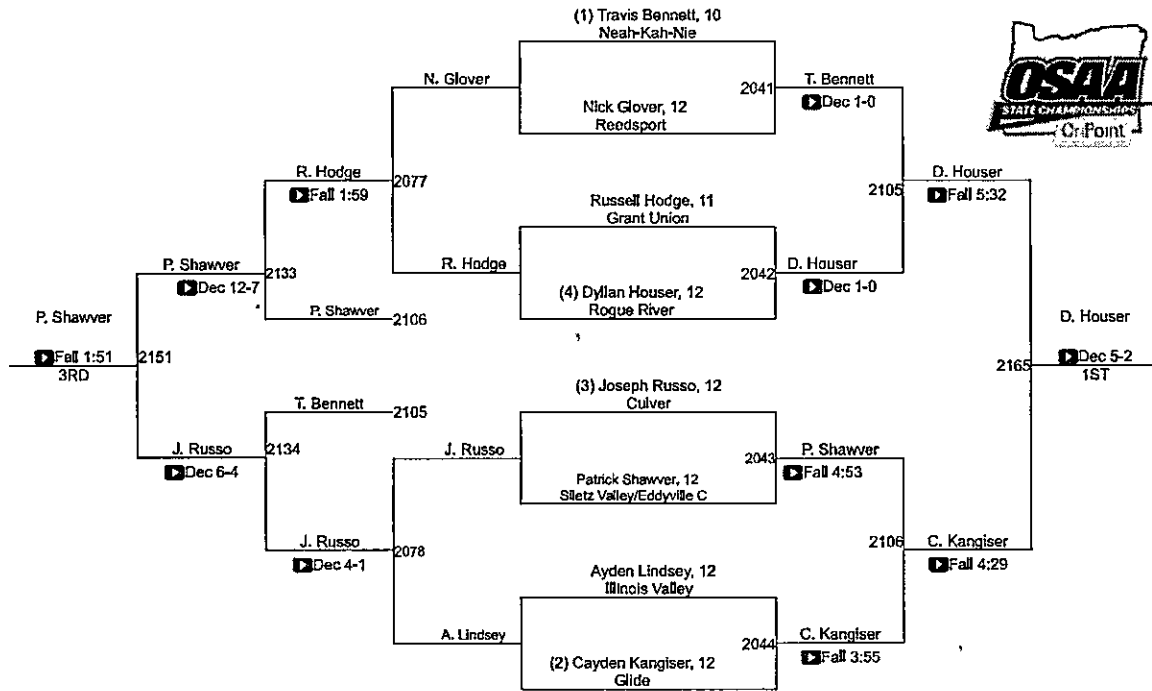 (1) Travis Bennett, 10
Neah-Kah-Nie
OSAA
STATE CHAMPIONSHIPS
OnPoint
N. Glover
2041
T. Bennett
Dec 1-0
Nick Glover, 12
Reedsport
R. Hodge
Fall 1:59
2077
2105
D. Houser
Fall 5:32
Russell Hodge, 11
Grant Union
P. Shawver
Dec 12-7
2133
R. Hodge
2042
D. Houser
Dec 1-0
(4) Dyllan Houser, 12
Rogue River
P. Shawver
2106
P. Shawver
Fall 1:51
3RD
2151
2165
D. Houser
Dec 5-2
1ST
(3) Joseph Russo, 12
Culver
T. Bennett
2105
J. Russo
Dec 6-4
2134
J. Russo
2043
P. Shawver
Fall 4:53
Patrick Shawver, 12
Siletz Valley/Eddyville C
J. Russo
Dec 4-1
2078
2106
C. Kangiser
Fall 4:29
Ayden Lindsey, 12
Illinois Valley
A. Lindsey
2044
C. Kangiser
Fall 3:55
(2) Cayden Kangiser, 12
Glide